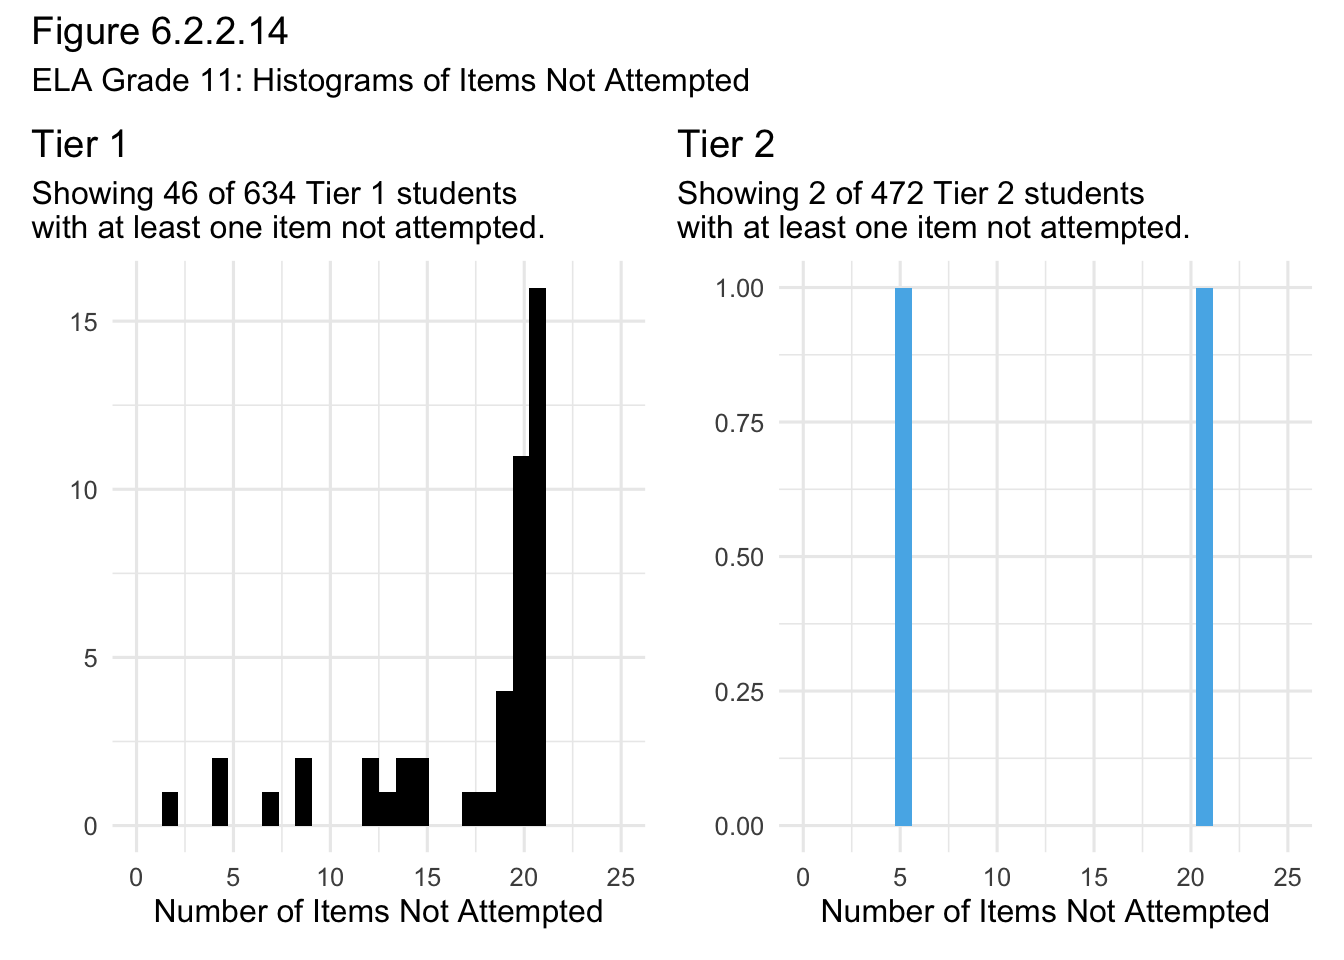 Figure 6.2.2.14
ELA Grade 11: Histograms of Items Not Attempted
Tier 1
Showing 46 of 634 Tier 1 students
with at least one item not attempted.
15
10
5
0
0 5 10 15 20 25
Number of Items Not Attempted
Tier 2
Showing 2 of 472 Tier 2 students
with at least one item not attempted.
1.00
0.75
0.50
0.25
0.00
0 5 10 15 20 25
Number of Items Not Attempted